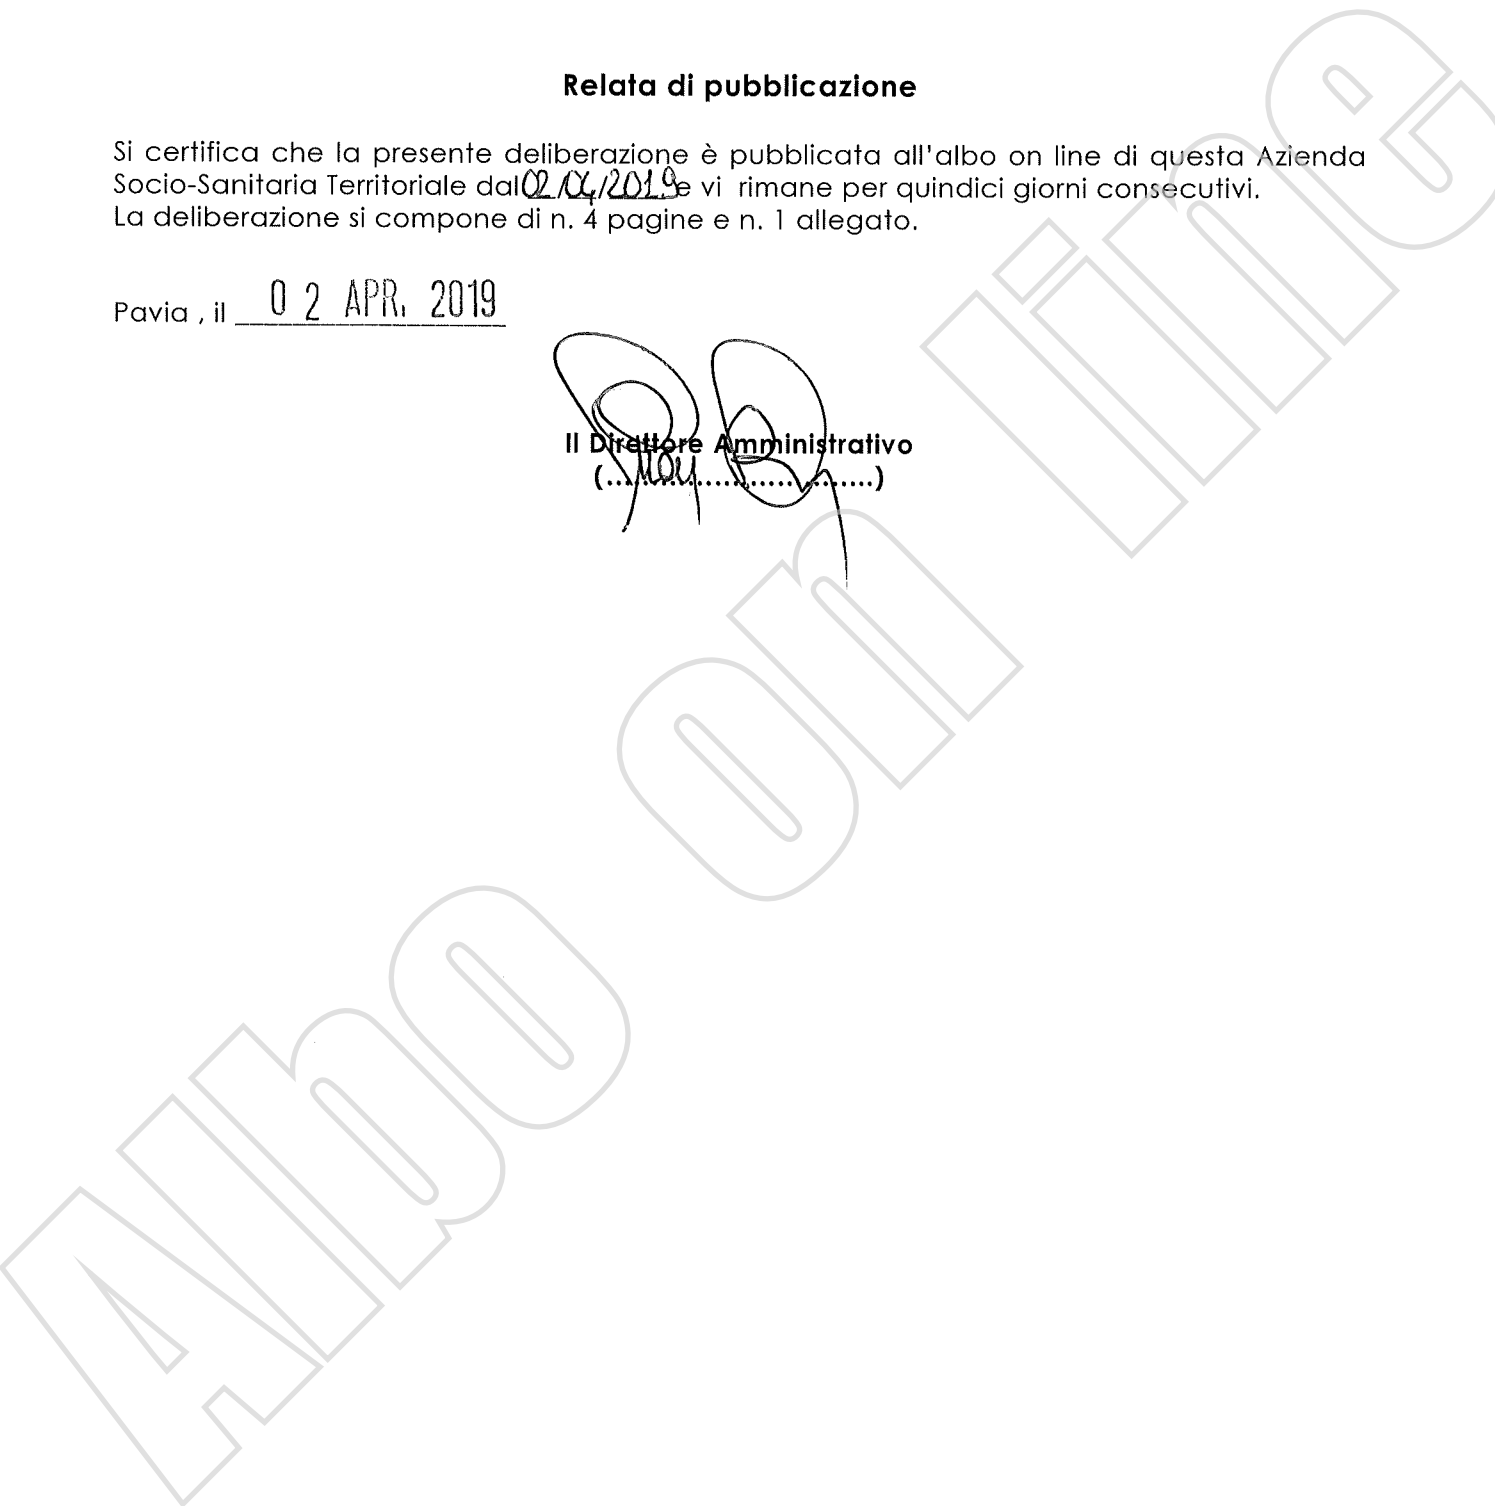 Relata di pubblicazione
Si certifica che la presente deliberazione è pubblicata all'albo on line di questa Azienda
Socio-Sanitaria Territoriale dal 02/04/2019 e vi rimane per quindici giorni consecutivi.
La deliberazione si compone di n. 4 pagine e n. 1 allegato.
Pavia , il 02 APR. 2019
Il Direttore Amministrativo
(..............................)
Albo on line